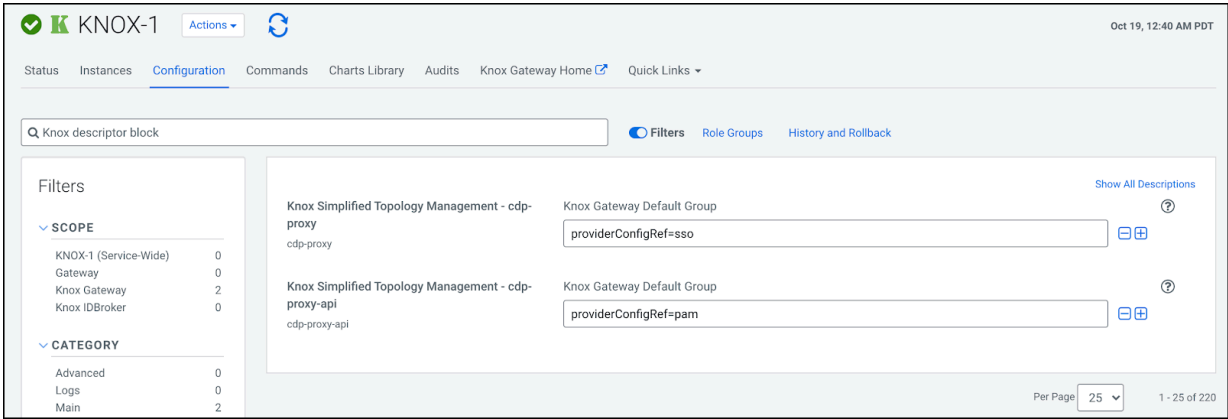 KNOX-1 Actions Oct 19, 12:40 AM PDT
Status Instances Configuration Commands Charts Library Audits Knox Gateway Home Quick Links
Knox descriptor block Filters Role Groups History and Rollback
Filters
Show All Descriptions
SCOPE
KNOX-1 (Service-Wide) 0
Gateway 0
Knox Gateway 2
Knox IDBroker 0
CATEGORY
Advanced 0
Logs 0
Main 2
Knox Simplified Topology Management - cdp-
proxy
cdp-proxy
Knox Gateway Default Group
providerConfigRef=sso
Knox Simplified Topology Management - cdp-
proxy-api
cdp-proxy-api
Knox Gateway Default Group
providerConfigRef=pam
Per Page 25 1 - 25 of 220